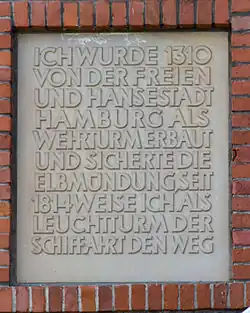 ICH WURDE 1310
VON DER FREIEN
UND HANSESTADT
HAMBURG ALS
WEHRTURM ERBAUT
UND SICHERTE DIE
ELBMÜNDUNG SEIT
1814 WEISE ICH ALS
LEUCHTTURM DER
SCHIFFAHRT DEN WEG